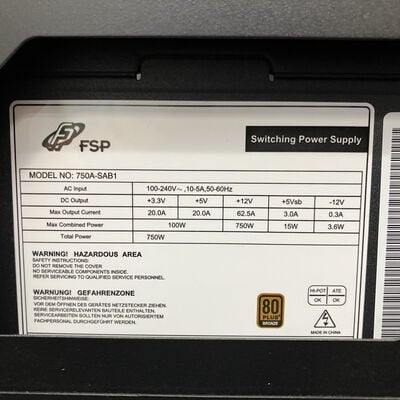 FSP
Switching Power Supply
MODEL NO: 750A-SAB1
AC Input 100-240V~,10-5A,50-60Hz
DC Output +3.3V +5V +12V +5Vsb -12V
Max Output Current 20.0A 20.0A 62.5A 3.0A 0.3A
Max Combined Power 100W 750W 15W 3.6W
Total Power 750W
WARNING! HAZARDOUS AREA
SAFETY INSTRUCTIONS:
DO NOT REMOVE THE COVER
NO SERVICEABLE COMPONENTS INSIDE.
REFER SERVICING TO QUALIFIED SERVICE PERSONNEL.
WARNUNG! GEFAHRENZONE
SICHERHEITSHINWEIS:
VOR DEM ÖFFNEN DES GERÄTES NETZSTECKER ZIEHEN
KEINE SERVICERELEVANTEN BAUTEILE ENTHALTEN.
SERVICEARBEITEN SOLLTEN NUR VON AUTORISIERTEM
FACHPERSONAL DURCHGEFÜHRT WERDEN.
80
PLUS
BRONZE
HI-POT ATE
OK OK
MADE IN CHINA